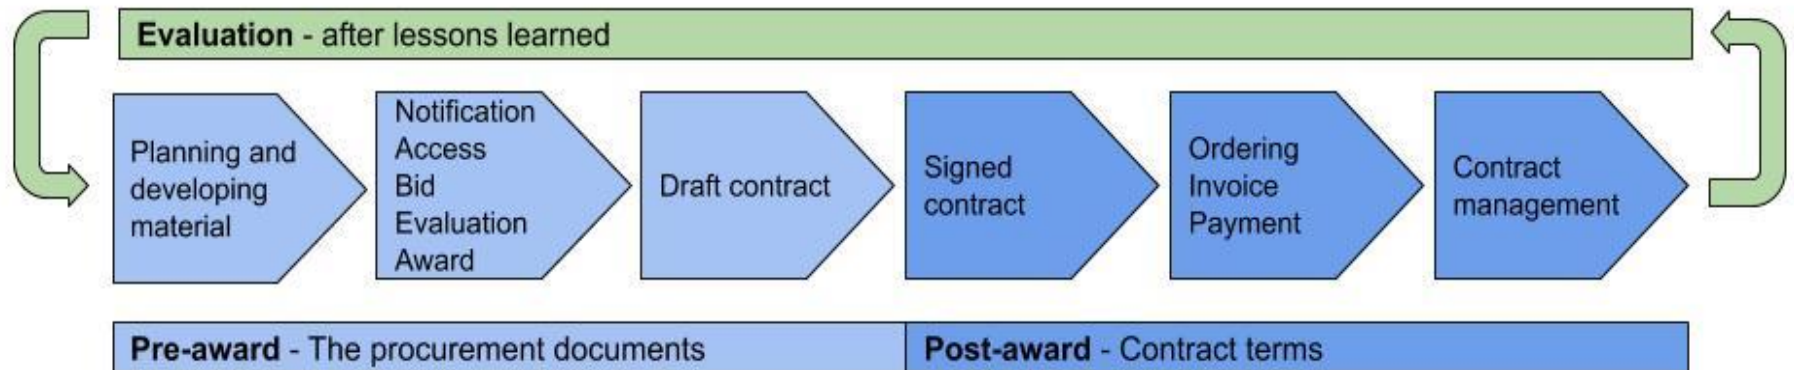 Evaluation - after lessons learned
Planning and
developing
material
Notification
Access
Bid
Evaluation
Award
Draft contract
Signed
contract
Ordering
Invoice
Payment
Contract
management
Pre-award - The procurement documents
Post-award - Contract terms